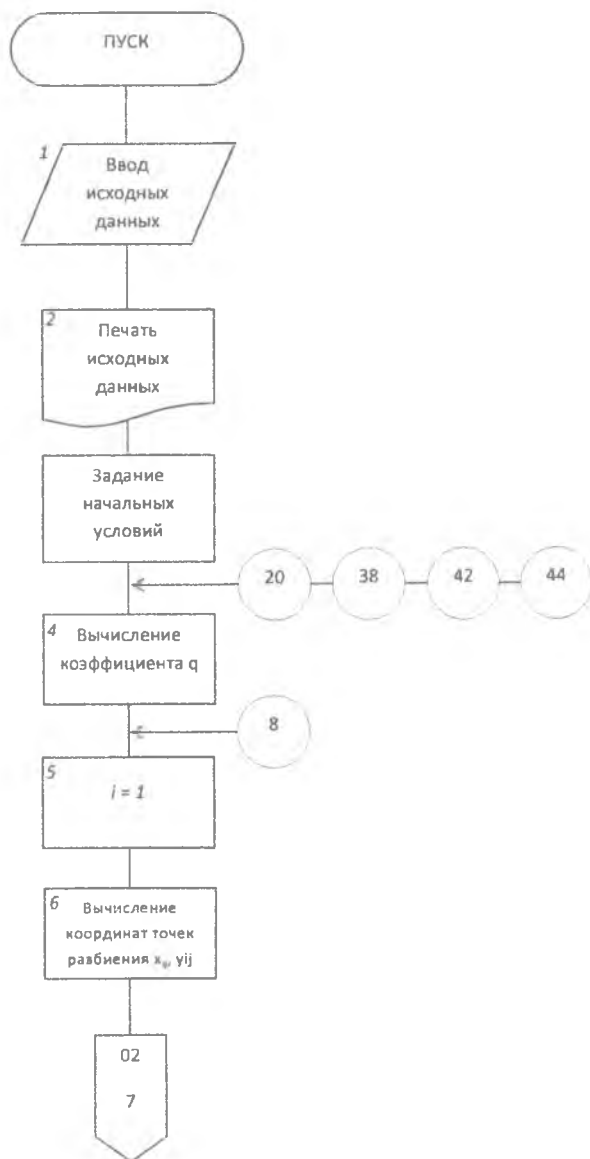 ПУСК
1
Ввод
исходных
данных
2
Печать
исходных
данных
Задание
начальных
условий
20
38
42
44
4
Вычисление
коэффициента q
8
5
i = 1
6
Вычисление
координат точек
разбиения x, yij
02
7